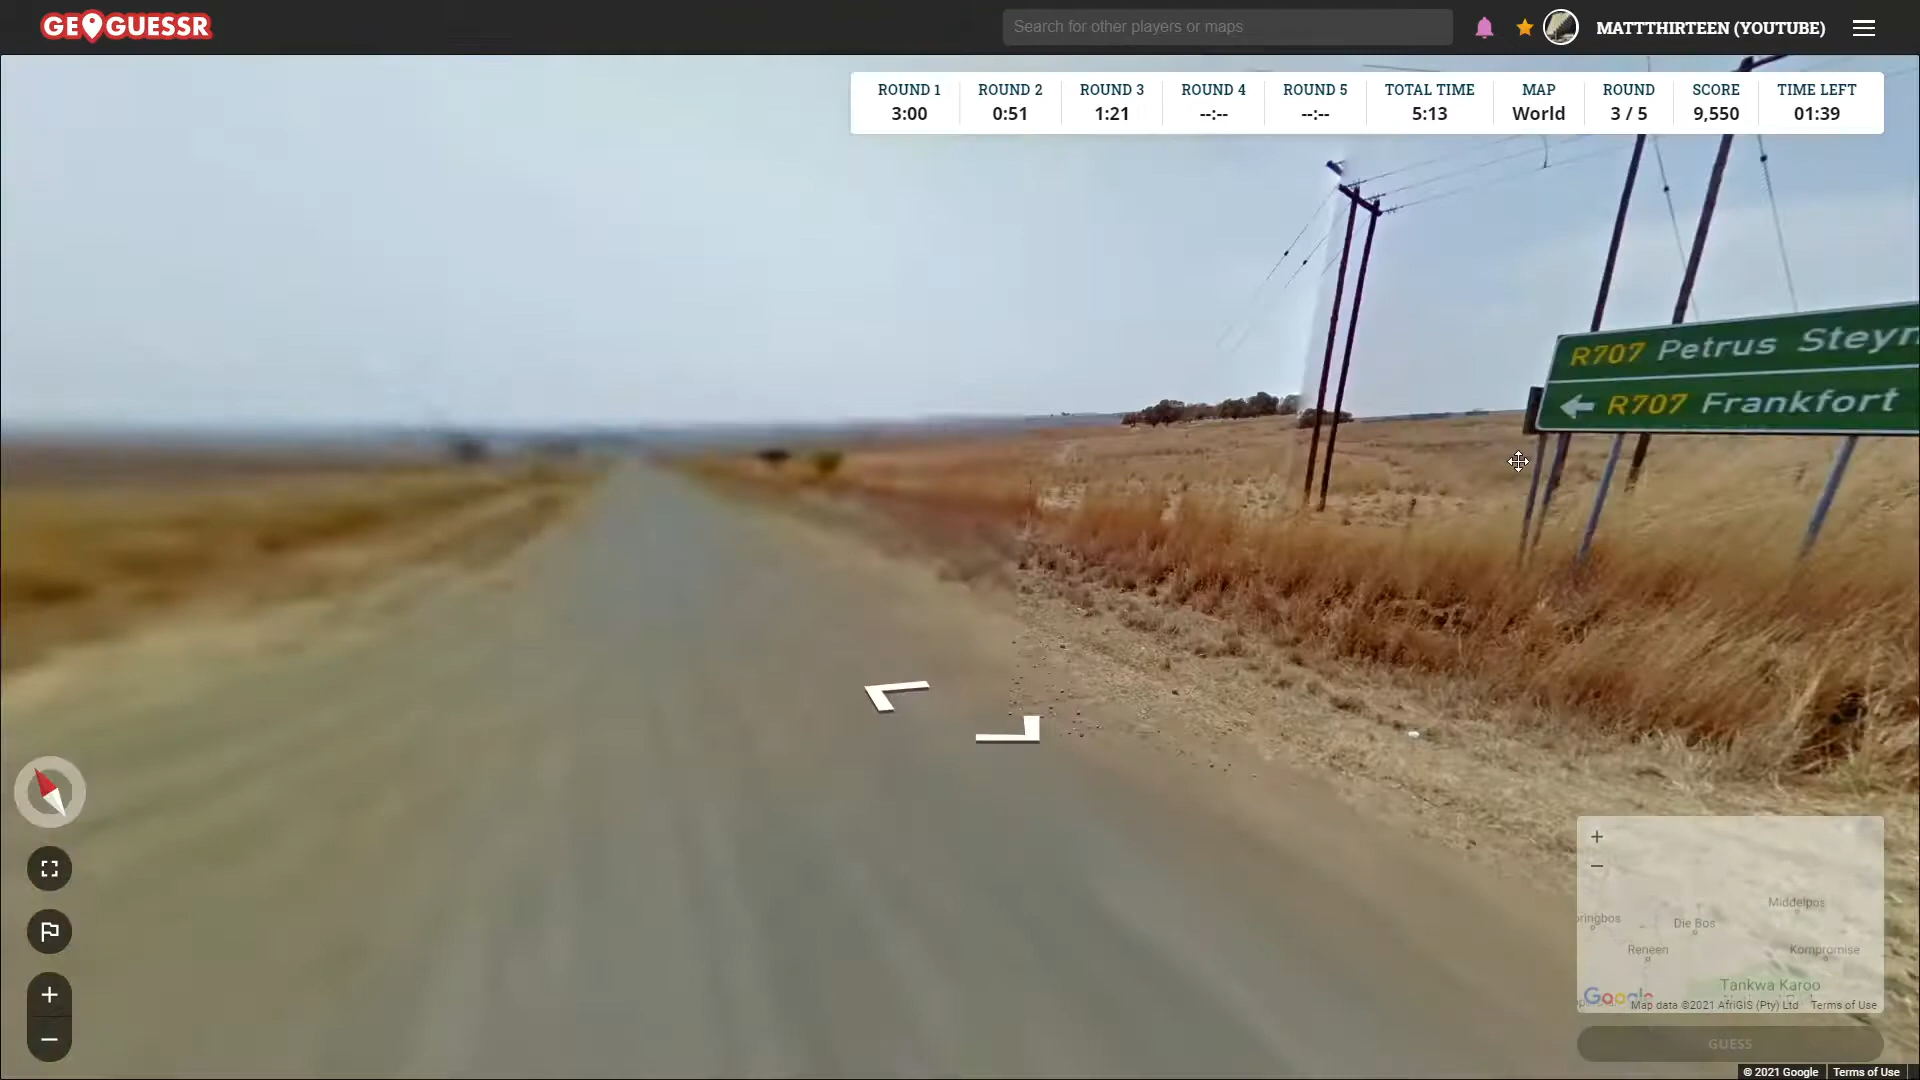 GEOGUESSR
Search for other players or maps
MATTTHIRTEEN (YOUTUBE)
ROUND 1 ROUND 2 ROUND 3 ROUND 4 ROUND 5 TOTAL TIME MAP ROUND SCORE TIME LEFT
3:00 0:51 1:21 --:-- --:-- 5:13 World 3 / 5 9,550 01:39
R707 Petrus Steyn
R707 Frankfort
Middelpos
Die Bos
Reneen
Kompromise
Tankwa Karoo
Google
Map data ©2021 AfriGIS (Pty) Ltd Terms of Use
GUESS
© 2021 Google Terms of Use